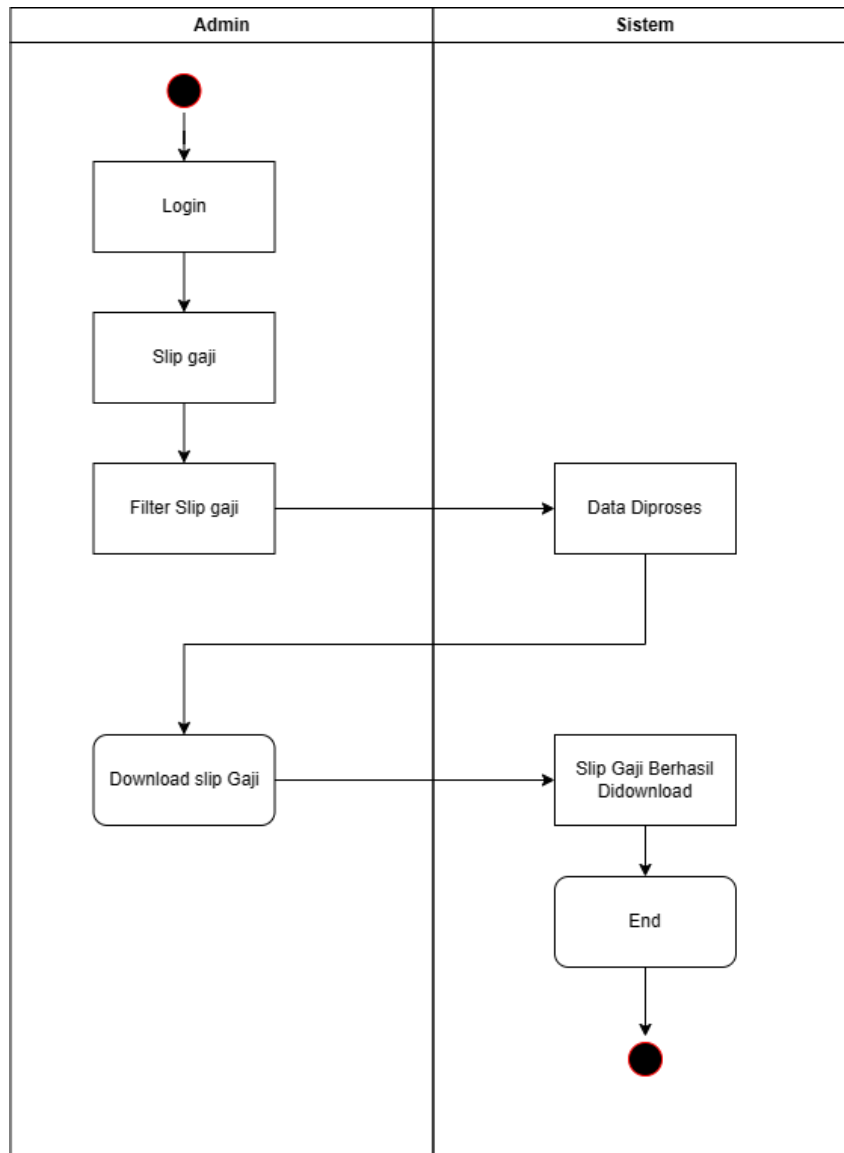 Admin
Sistem
Login
Slip gaji
Filter Slip gaji
Data Diproses
Download slip Gaji
Slip Gaji Berhasil
Didownload
End